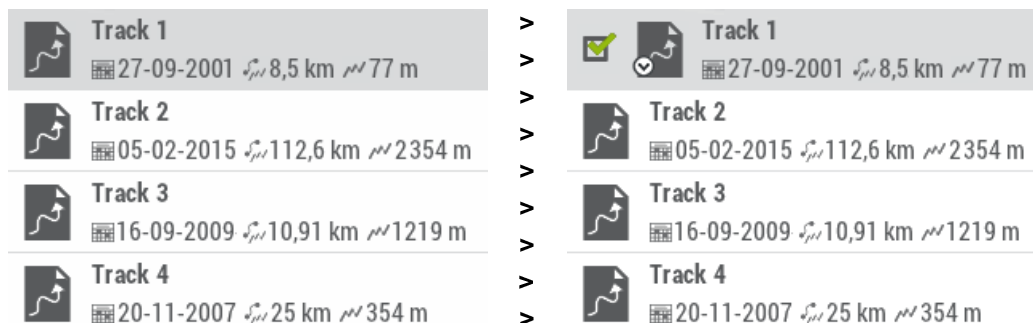 Track 1
27-09-2001 8,5 km 77 m
Track 2
05-02-2015 112,6 km 2354 m
Track 3
16-09-2009 10,91 km 1219 m
Track 4
20-11-2007 25 km 354 m
>
>
>
>
>
>
>
>
>
Track 1
27-09-2001 8,5 km 77 m
Track 2
05-02-2015 112,6 km 2354 m
Track 3
16-09-2009 10,91 km 1219 m
Track 4
20-11-2007 25 km 354 m